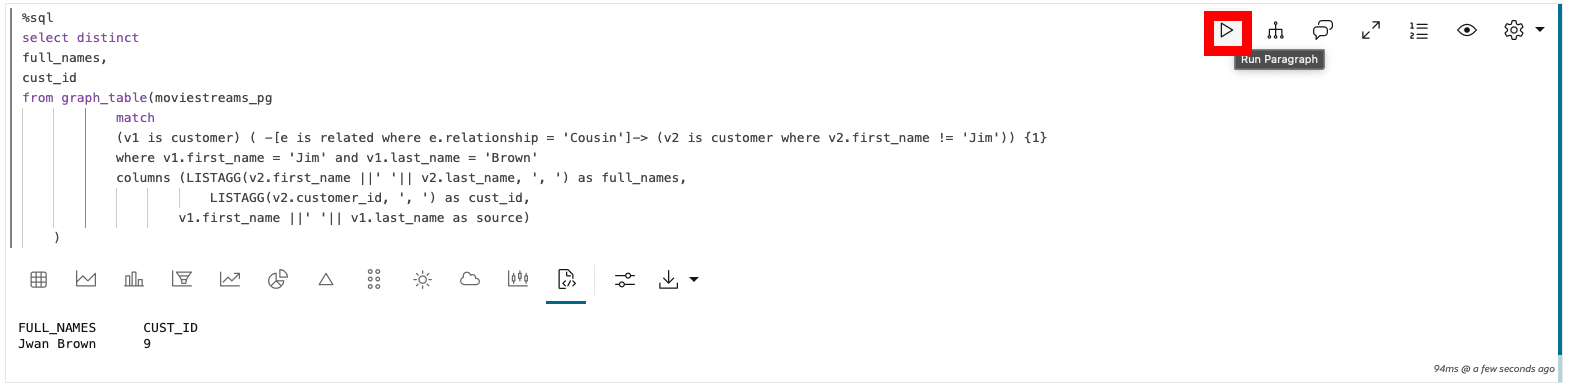 %sql
select distinct
full_names,
cust_id
from graph_table(moviestreams_pg
match
(v1 is customer) ( -[e is related where e.relationship = 'Cousin']-> (v2 is customer where v2.first_name != 'Jim')) {1}
where v1.first_name = 'Jim' and v1.last_name = 'Brown'
columns (LISTAGG(v2.first_name ||' '|| v2.last_name, ', ') as full_names,
LISTAGG(v2.customer_id, ', ') as cust_id,
v1.first_name ||' '|| v1.last_name as source)
)
Run Paragraph
FULL_NAMES CUST_ID
Jwan Brown 9
94ms @ a few seconds ago